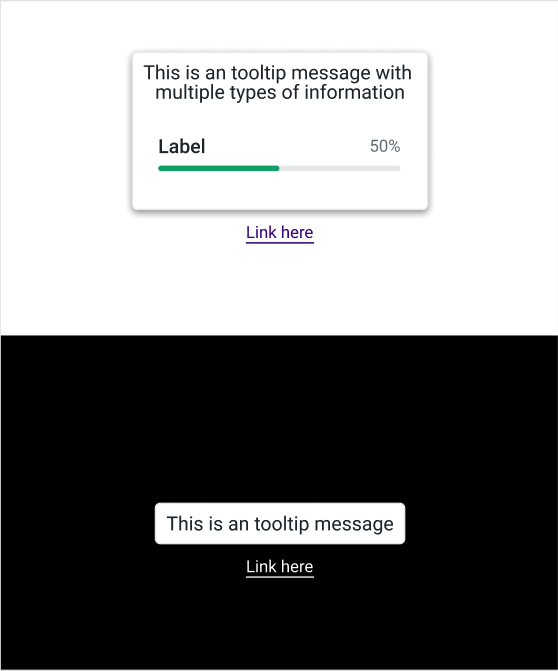 This is an tooltip message with
multiple types of information
Label 50%
Link here
This is an tooltip message
Link here